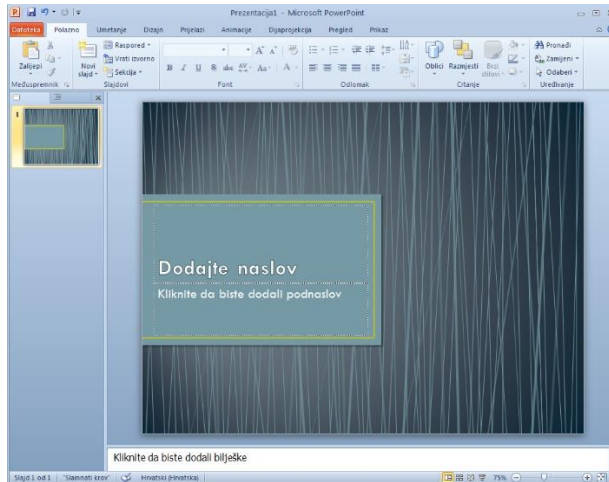 Prezentacija1 - Microsoft PowerPoint
Datoteka Polazno Umetanje Dizajn Prijelazi Animacije Dijaprojekcija Pregled Prikaz
Zalijepi
Novi slajd
Raspored
Vrati izvorno
Sekcija
Oblici Razmjesti Brzi stilovi
Pronađi
Zamijeni
Odaberi
Međuspremnik Slajdovi Font Odlomak Crtanje Uređivanje
1
Dodajte naslov
Kliknite da biste dodali podnaslov
Kliknite da biste dodali bilješke
Slajd 1 od 1 "Slamnati krov" Hrvatski (Hrvatska) 75%